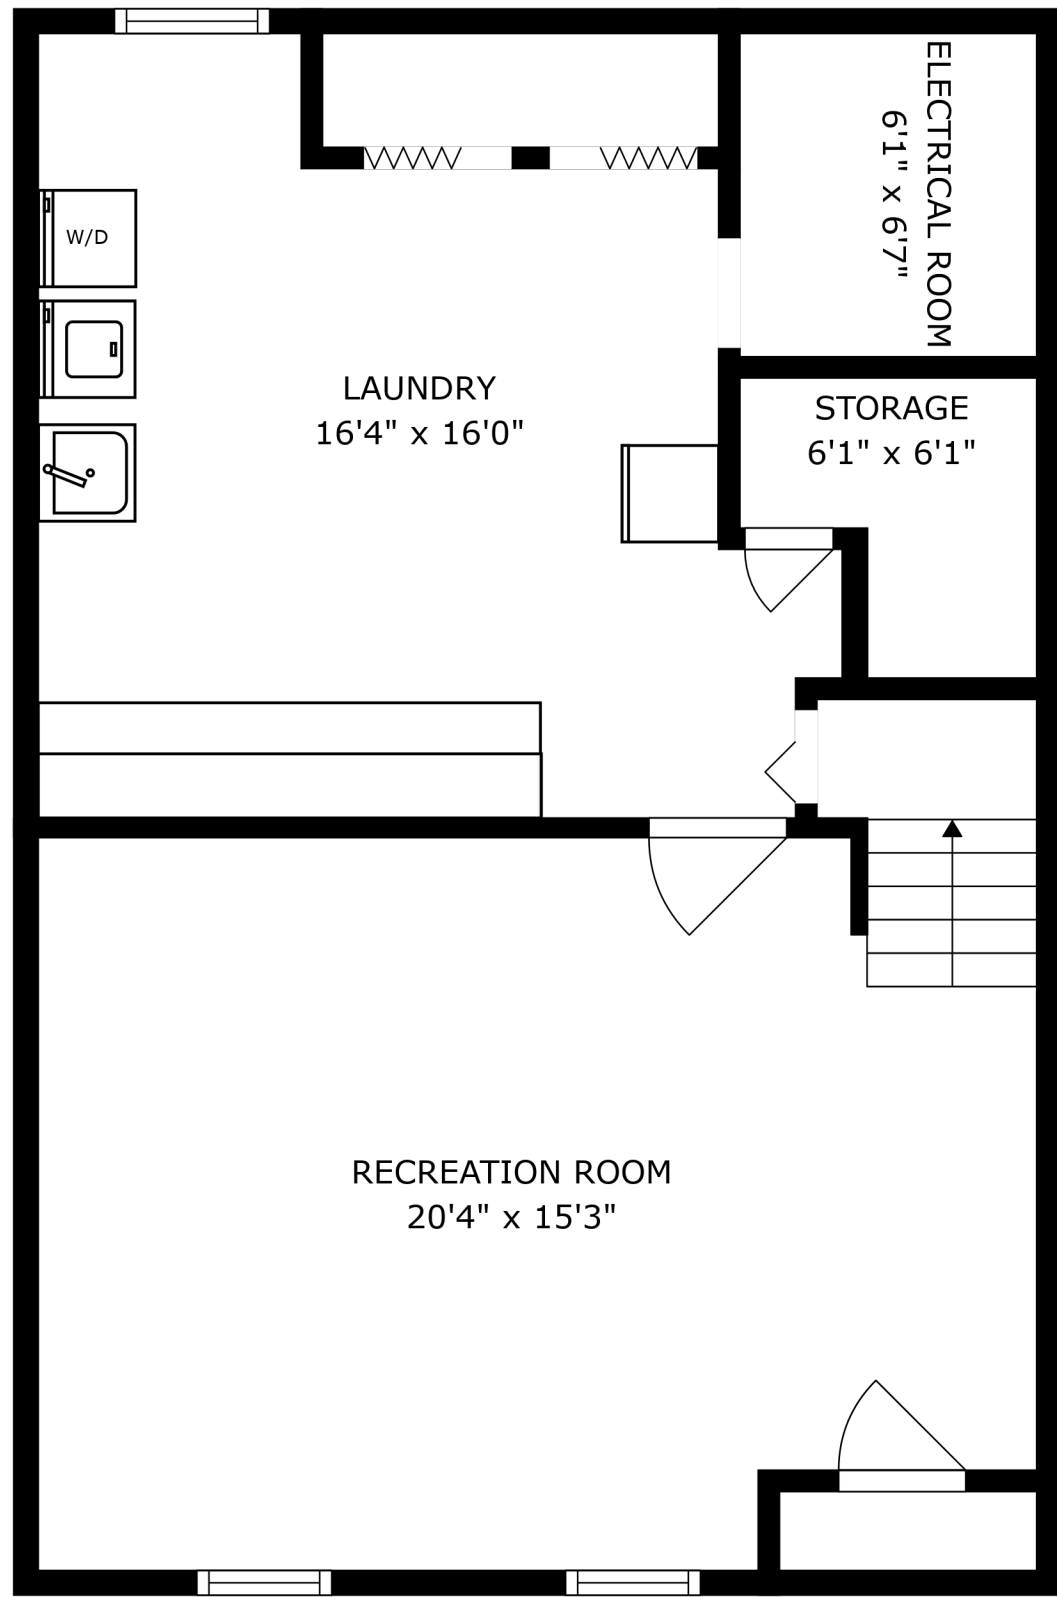 ELECTRICAL ROOM
6'1" x 6'7"
W/D
LAUNDRY
16'4" x 16'0"
STORAGE
6'1" x 6'1"
RECREATION ROOM
20'4" x 15'3"